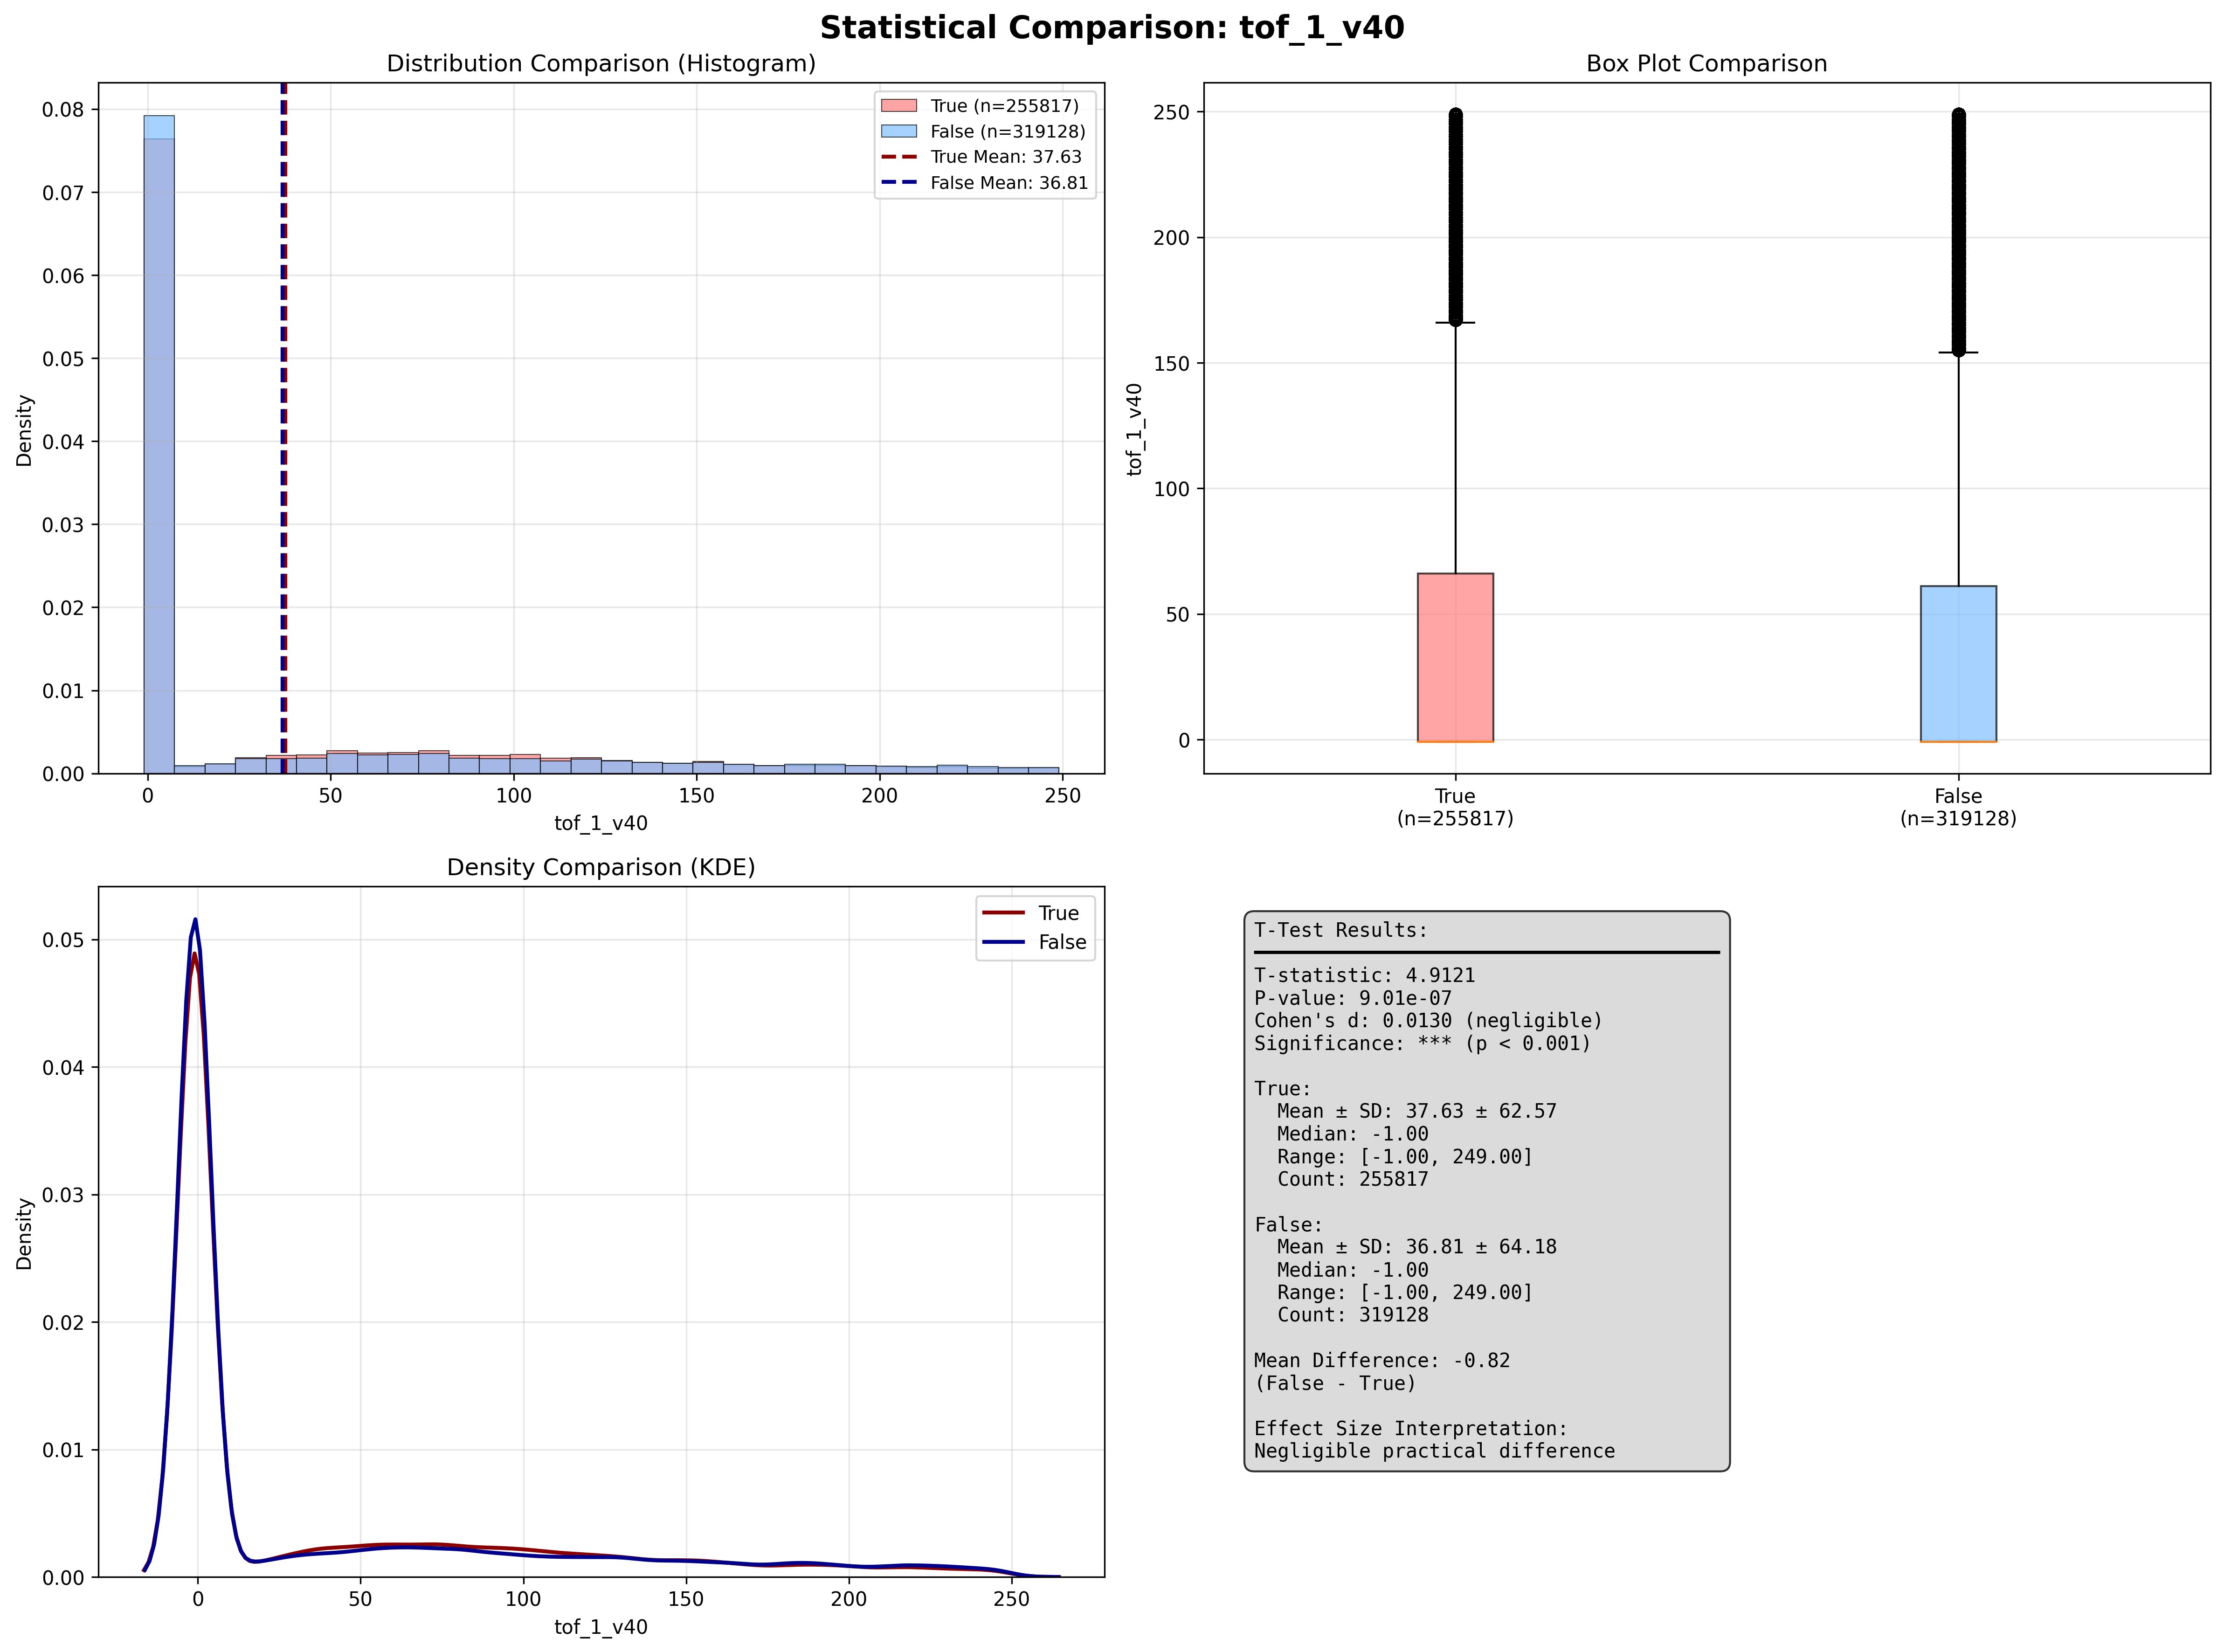 Statistical Comparison: tof_1_v40
Distribution Comparison (Histogram)
0.08
0.07
0.06
0.05
0.04
0.03
0.02
0.01
0.00
Density
True (n=255817)
False (n=319128)
True Mean: 37.63
False Mean: 36.81
0
50
100
150
200
250
tof_1_v40
Box Plot Comparison
250
200
150
100
50
0
tof_1_v40
True
(n=255817)
False
(n=319128)
Density Comparison (KDE)
0.05
0.04
0.03
0.02
0.01
0.00
Density
True
False
0
50
100
150
200
250
tof_1_v40
T-Test Results:
T-statistic: 4.9121
P-value: 9.01e-07
Cohen's d: 0.0130 (negligible)
Significance: *** (p < 0.001)
True:
Mean ± SD: 37.63 ± 62.57
Median: -1.00
Range: [-1.00, 249.00]
Count: 255817
False:
Mean ± SD: 36.81 ± 64.18
Median: -1.00
Range: [-1.00, 249.00]
Count: 319128
Mean Difference: -0.82
(False - True)
Effect Size Interpretation:
Negligible practical difference